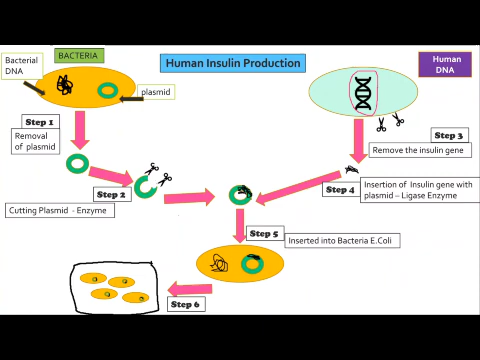 BACTERIA
Human Insulin Production
Human
DNA
Bacterial
DNA
plasmid
Step 1
Removal
of plasmid
Step 3
Remove the insulin gene
Step 2
Cutting Plasmid - Enzyme
Step 4
Insertion of Insulin gene with
plasmid – Ligase Enzyme
Step 5
Inserted into Bacteria E.Coli
Step 6